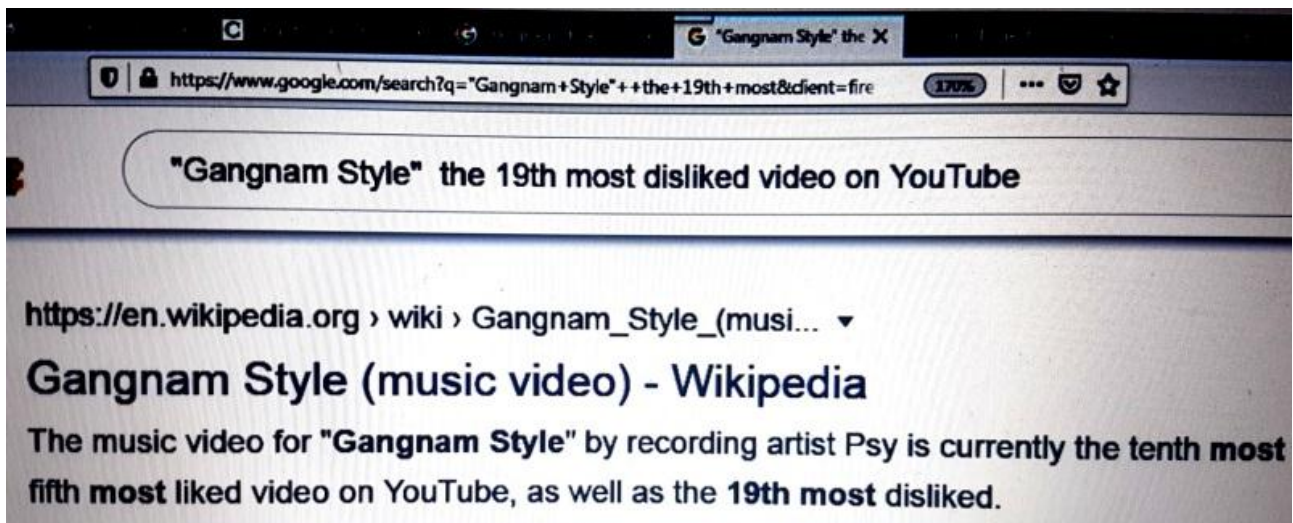 C
G "Gangnam Style" the X
https://www.google.com/search?q="Gangnam+Style"++the+19th+most&client=fire 170% ...
"Gangnam Style" the 19th most disliked video on YouTube
https://en.wikipedia.org › wiki › Gangnam_Style_(musi... ▼
Gangnam Style (music video) - Wikipedia
The music video for "Gangnam Style" by recording artist Psy is currently the tenth most
fifth most liked video on YouTube, as well as the 19th most disliked.